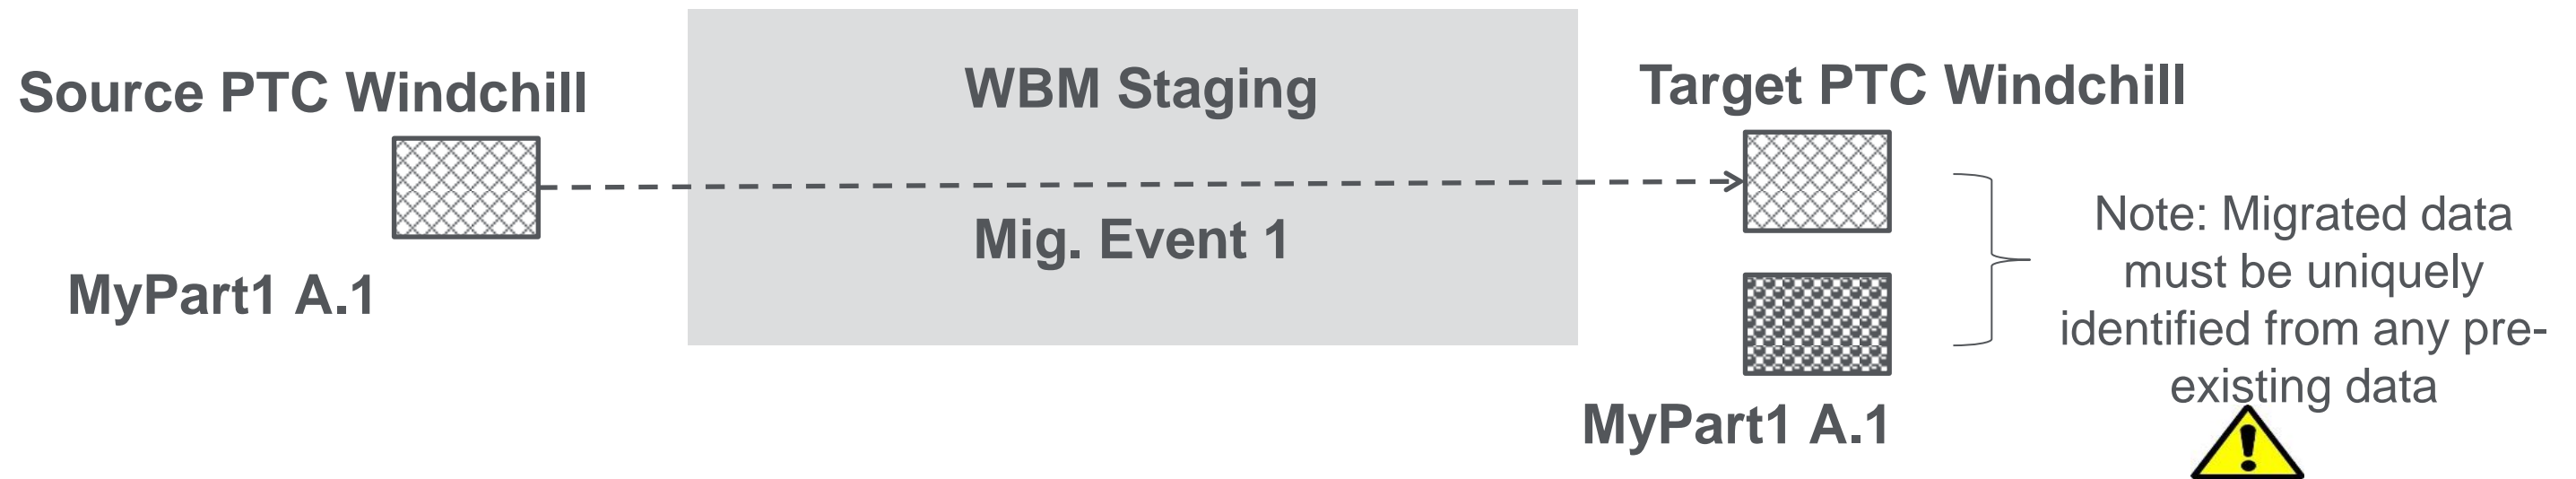 Source PTC Windchill
MyPart1 A.1
WBM Staging
Mig. Event 1
Target PTC Windchill
MyPart1 A.1
Note: Migrated data
must be uniquely
identified from any pre-
existing data